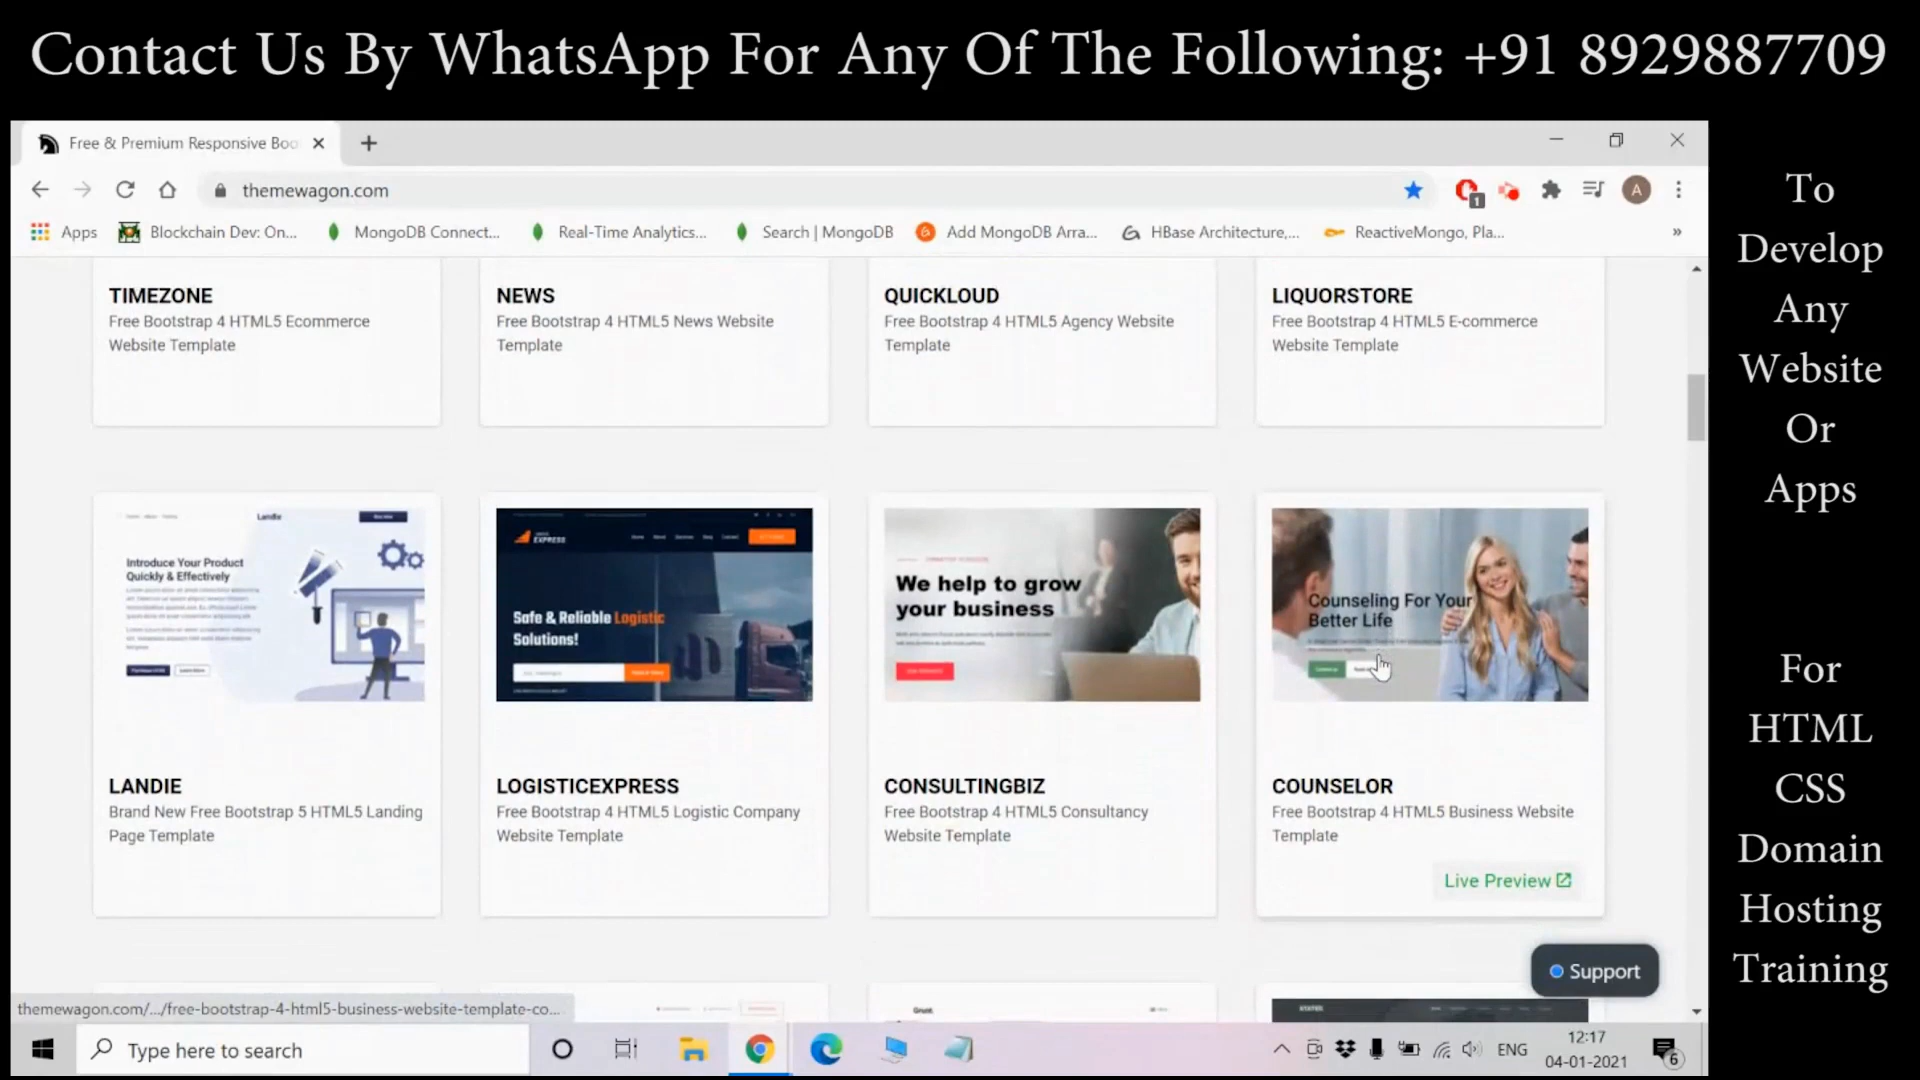 Contact Us By WhatsApp For Any Of The Following: +91 8929887709
Free & Premium Responsive Boo
themewagon.com
1
A
Apps
Blockchain Dev: On...
MongoDB Connect...
Real-Time Analytics...
Search | MongoDB
Add MongoDB Arra...
HBase Architecture,...
ReactiveMongo, Pla...
»
TIMEZONE
Free Bootstrap 4 HTML5 Ecommerce
Website Template
NEWS
Free Bootstrap 4 HTML5 News Website
Template
QUICKLOUD
Free Bootstrap 4 HTML5 Agency Website
Template
LIQUORSTORE
Free Bootstrap 4 HTML5 E-commerce
Website Template
Landie
Introduce Your Product
Quickly & Effectively
EXPRESS
Safe & Reliable Logistic
Solutions!
We help to grow
your business
Counseling For Your
Better Life
LANDIE
Brand New Free Bootstrap 5 HTML5 Landing
Page Template
LOGISTICEXPRESS
Free Bootstrap 4 HTML5 Logistic Company
Website Template
CONSULTINGBIZ
Free Bootstrap 4 HTML5 Consultancy
Website Template
COUNSELOR
Free Bootstrap 4 HTML5 Business Website
Template
Live Preview
Support
themewagon.com/.../free-bootstrap-4-html5-business-website-template-co...
Type here to search
ENG
12:17
04-01-2021
6
To
Develop
Any
Website
Or
Apps
For
HTML
CSS
Domain
Hosting
Training